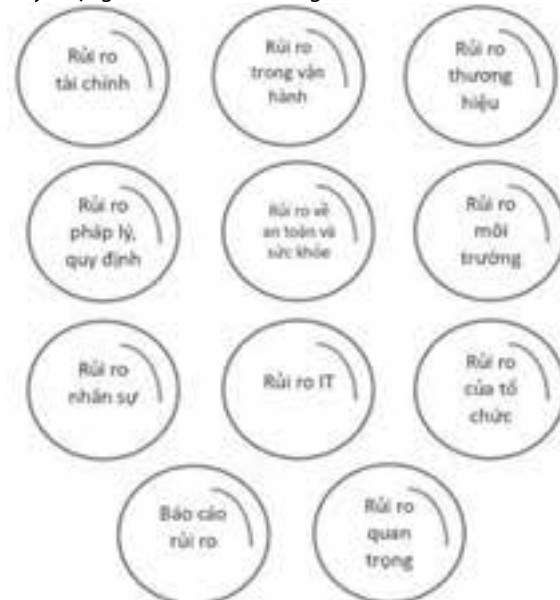 Rủi ro
tài chính
Rủi ro
trong vận
hành
Rủi ro
thương
hiệu
Rủi ro
pháp lý,
quy định
Rủi ro về
an toàn và
sức khỏe
Rủi ro
môi
trường
Rủi ro
nhân sự
Rủi ro IT
Rủi ro
của tổ
chức
Báo cáo
rủi ro
Rủi ro
quan
trọng